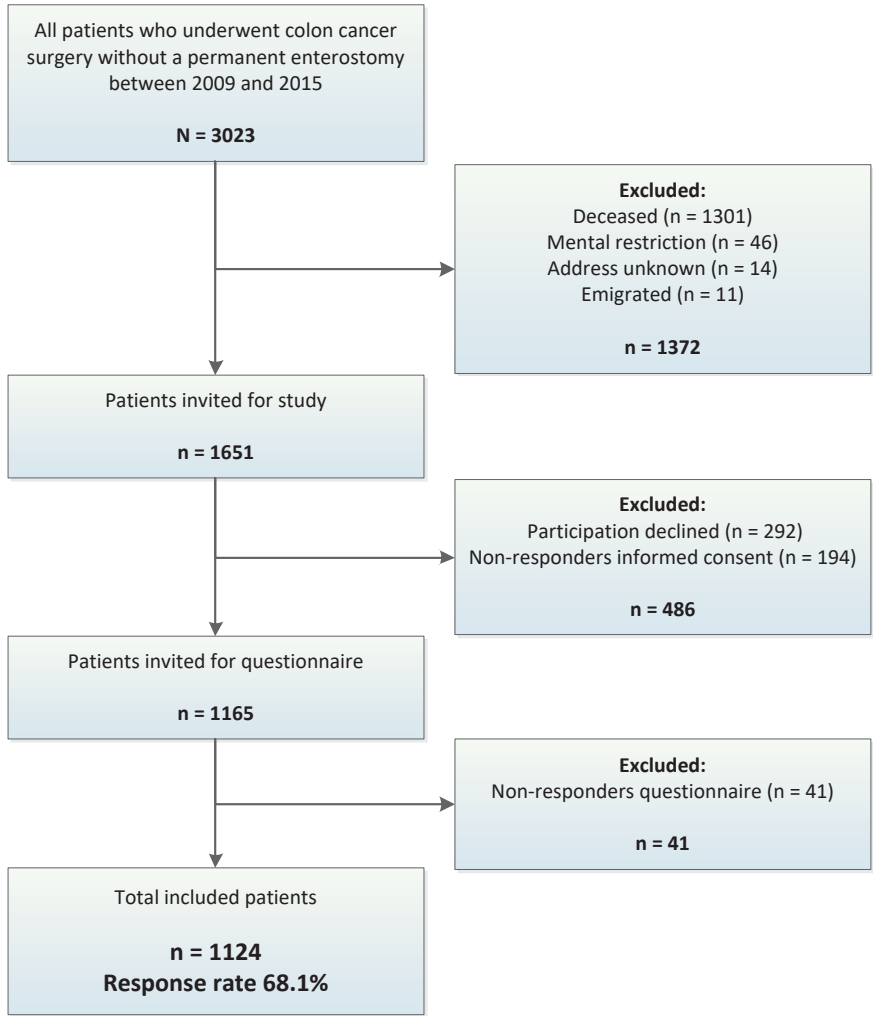 All patients who underwent colon cancer
surgery without a permanent enterostomy
between 2009 and 2015
N = 3023
Excluded:
Deceased (n = 1301)
Mental restriction (n = 46)
Address unknown (n = 14)
Emigrated (n = 11)
n = 1372
Patients invited for study
n = 1651
Excluded:
Participation declined (n = 292)
Non-responders informed consent (n = 194)
n = 486
Patients invited for questionnaire
n = 1165
Excluded:
Non-responders questionnaire (n = 41)
n = 41
Total included patients
n = 1124
Response rate 68.1%